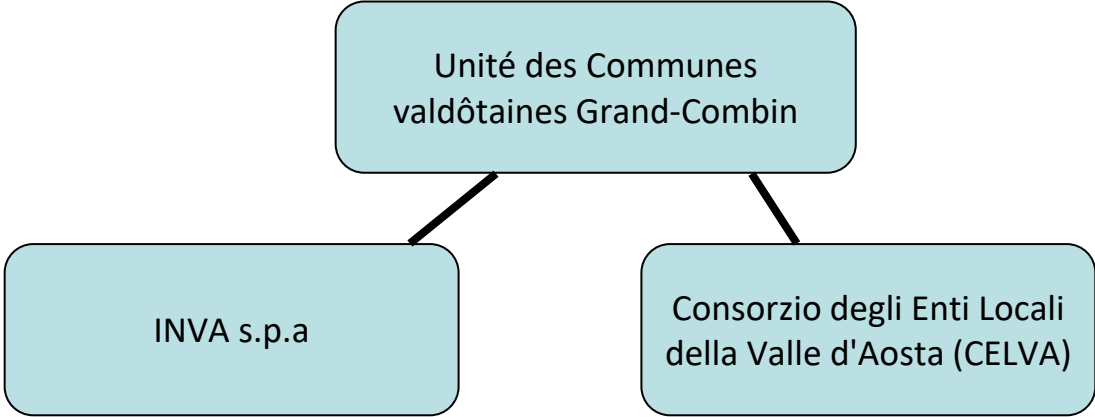 Unité des Communes
valdôtaines Grand-Combin
INVA s.p.a
Consorzio degli Enti Locali
della Valle d'Aosta (CELVA)